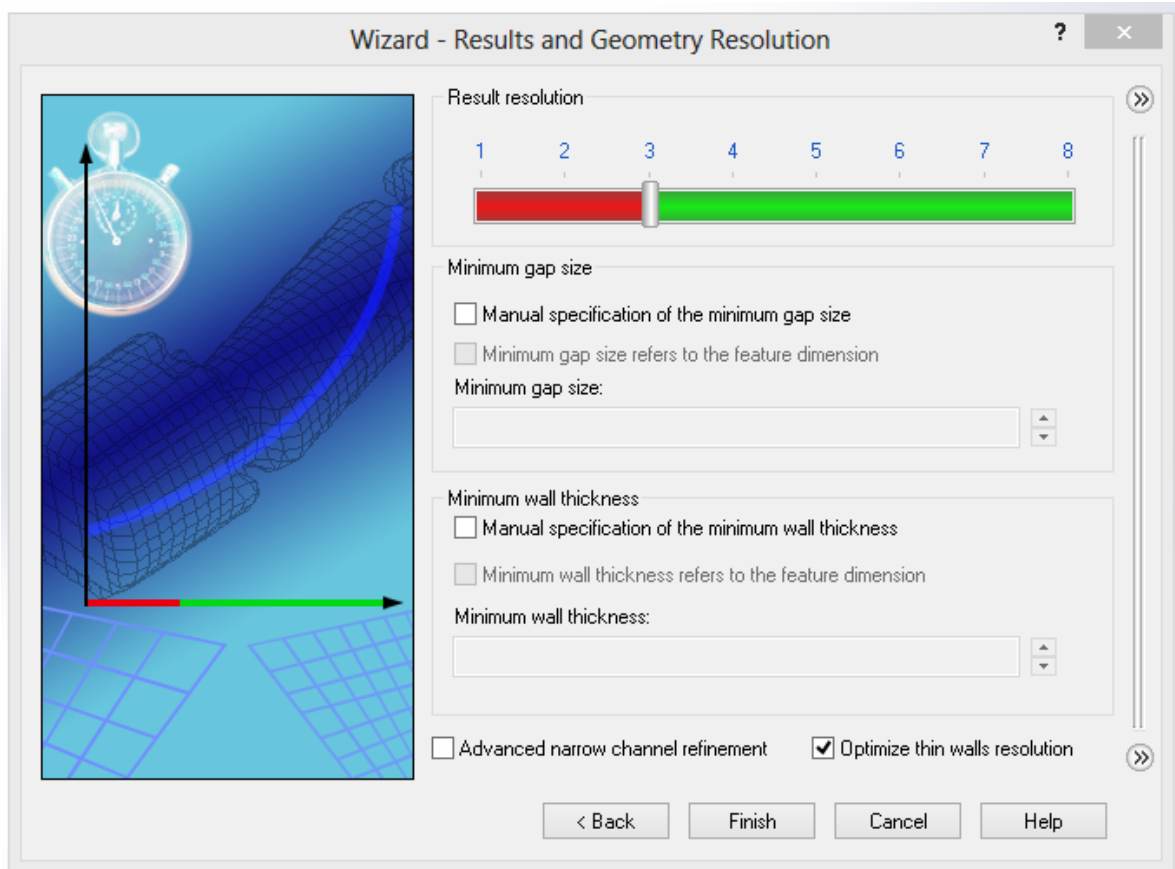 Wizard - Results and Geometry Resolution
?
Result resolution
1 2 3 4 5 6 7 8
Minimum gap size
Manual specification of the minimum gap size
Minimum gap size refers to the feature dimension
Minimum gap size:
Minimum wall thickness
Manual specification of the minimum wall thickness
Minimum wall thickness refers to the feature dimension
Minimum wall thickness:
Advanced narrow channel refinement Optimize thin walls resolution
< Back Finish Cancel Help